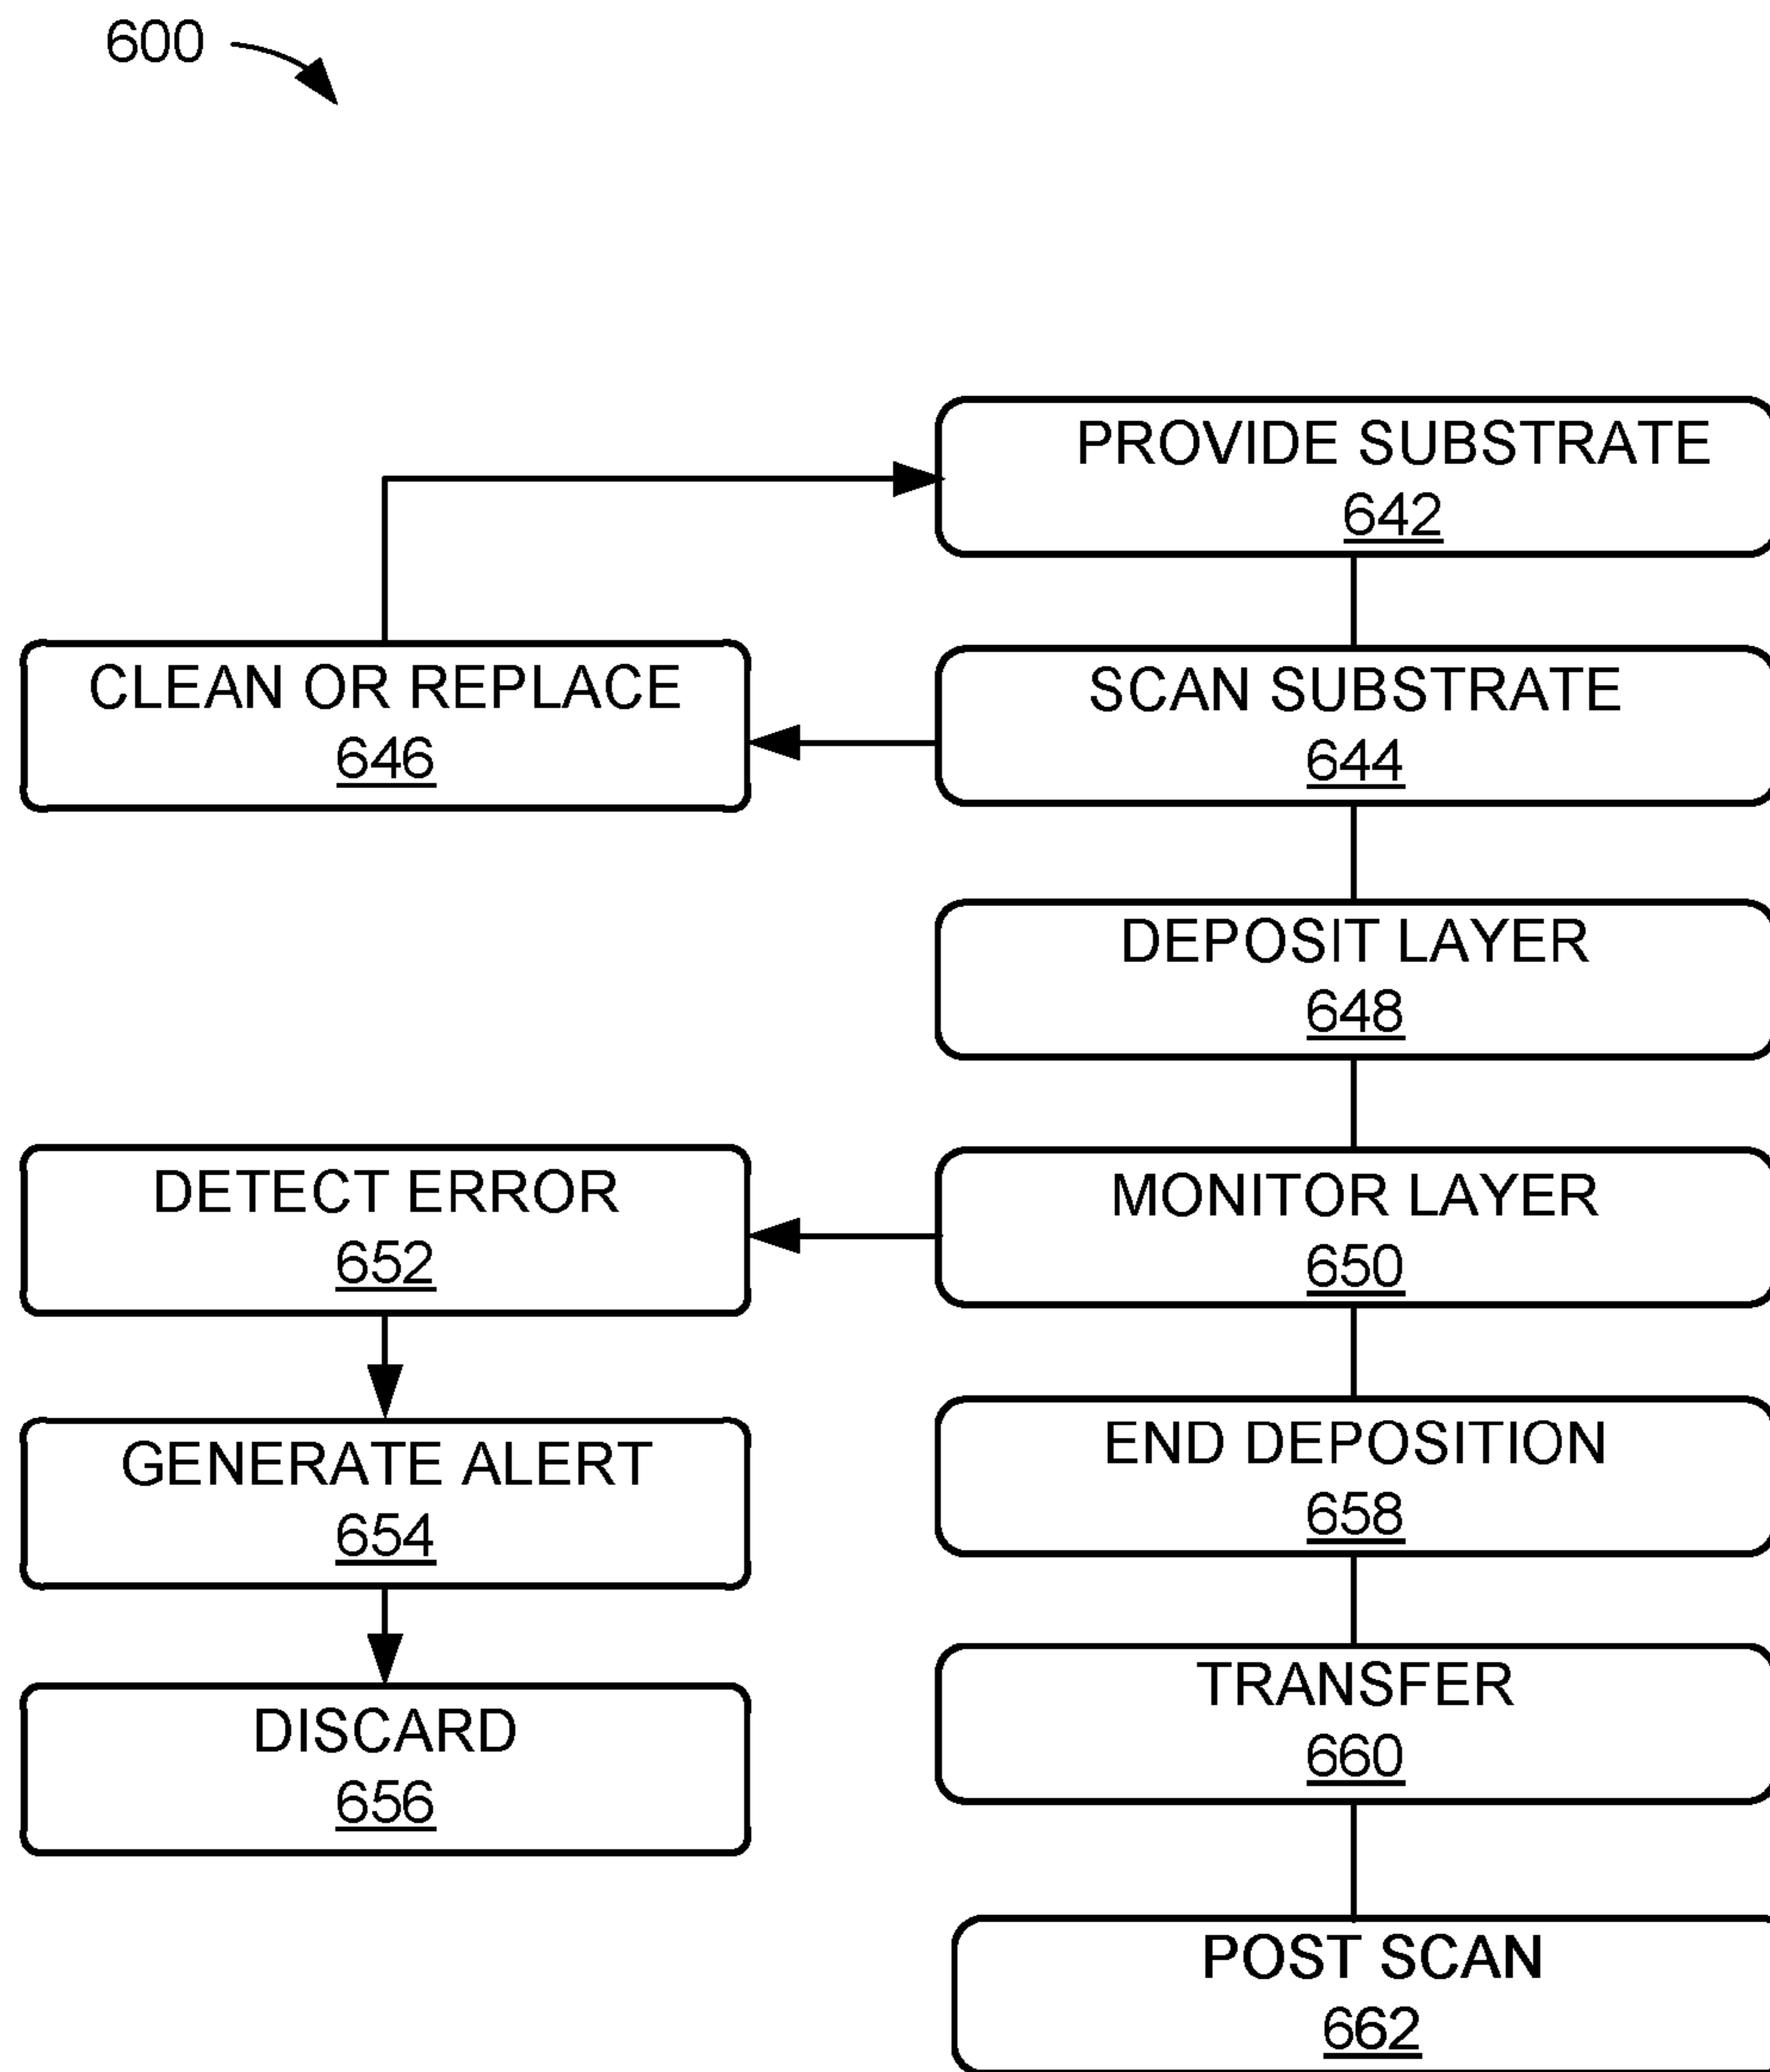 600
PROVIDE SUBSTRATE
642
CLEAN OR REPLACE
646
SCAN SUBSTRATE
644
DEPOSIT LAYER
648
DETECT ERROR
652
MONITOR LAYER
650
GENERATE ALERT
654
END DEPOSITION
658
DISCARD
656
TRANSFER
660
POST SCAN
662